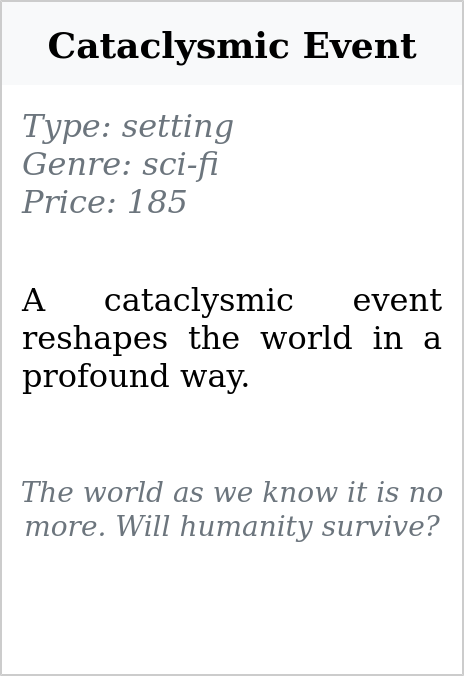 Cataclysmic Event
Type: setting
Genre: sci-fi
Price: 185
A cataclysmic event
reshapes the world in a
profound way.
The world as we know it is no
more. Will humanity survive?